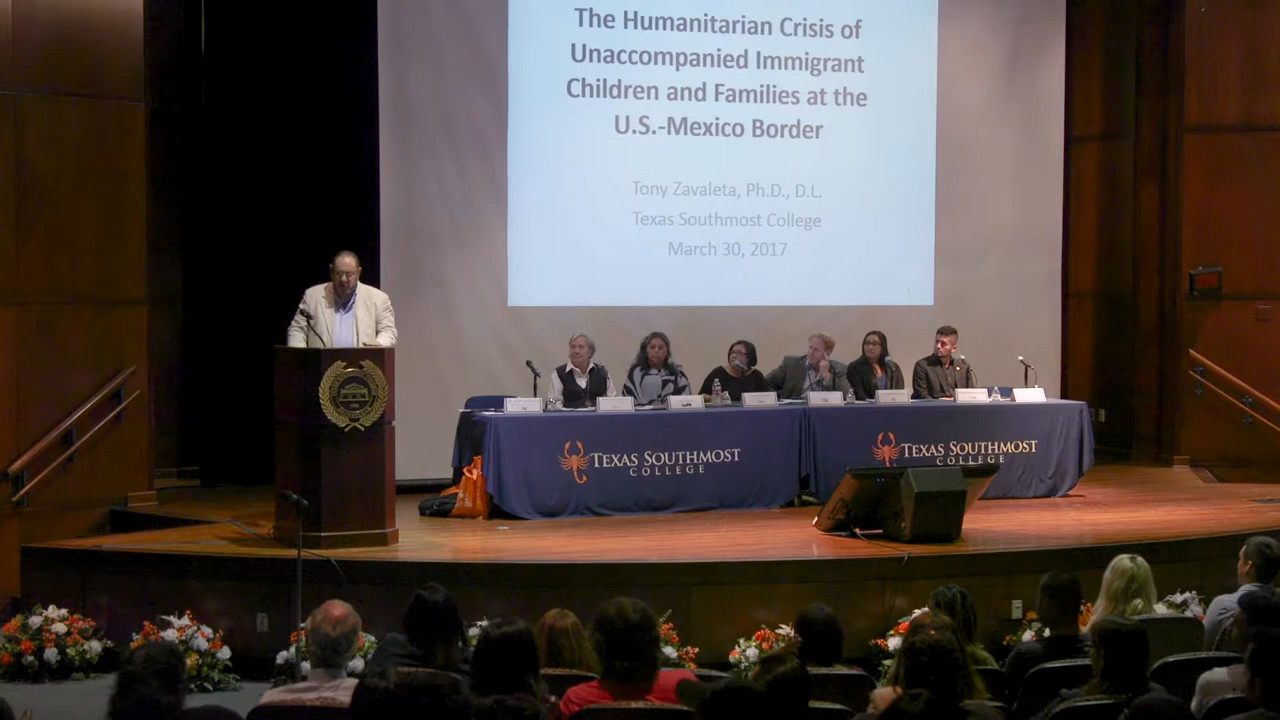 The Humanitarian Crisis of
Unaccompanied Immigrant
Children and Families at the
U.S.-Mexico Border
Tony Zavaleta, Ph.D., D.L.
Texas Southmost College
March 30, 2017
TEXAS SOUTHMOST
COLLEGE
TEXAS SOUTHMOST
COLLEGE